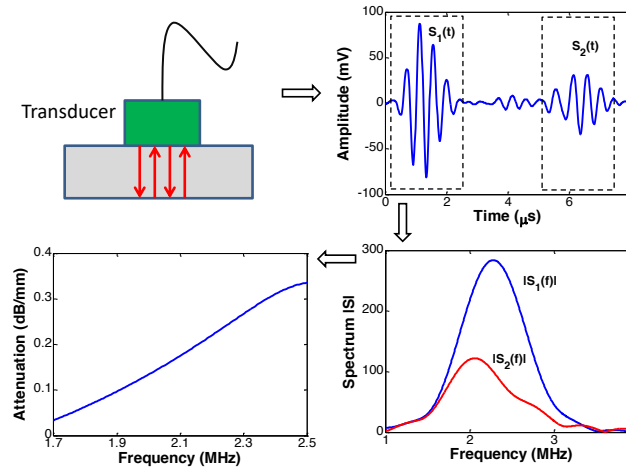 Transducer
S1(t)
S2(t)
Amplitude (mV)
100
50
0
-50
-100
0
2
4
6
Time (μs)
Attenuation (dB/mm)
0.4
0.3
0.2
0.1
0
1.7
1.9
2.1
2.3
2.5
Frequency (MHz)
Spectrum |S|
300
200
100
0
|S1(f)|
|S2(f)|
1
2
3
Frequency (MHz)